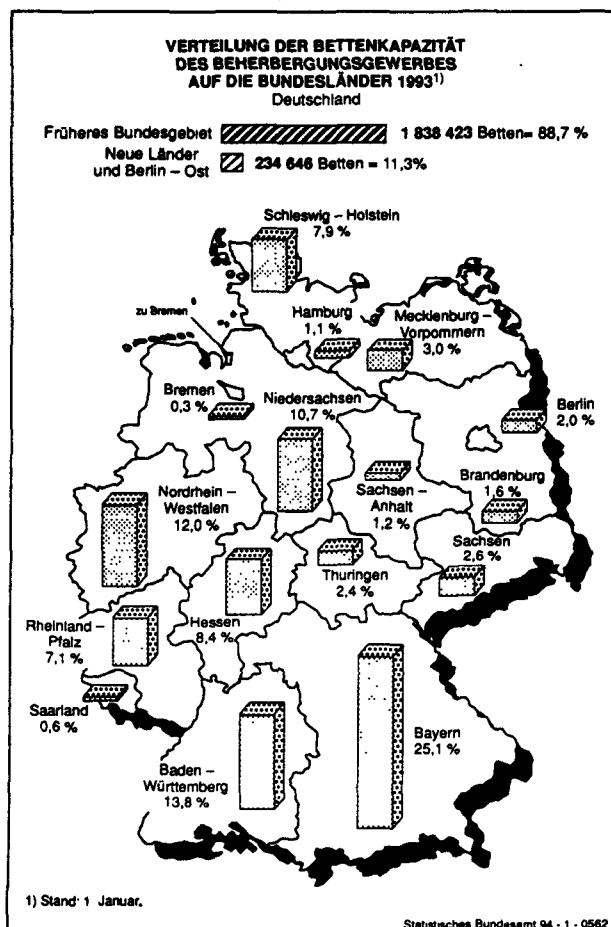 VERTEILUNG DER BETTENKAPAZITÄT
DES BEHERBERGUNGSGEWERBES
AUF DIE BUNDESLÄNDER 1993¹⁾
Deutschland
Früheres Bundesgebiet 1 838 423 Betten= 88,7 %
Neue Länder
und Berlin – Ost 234 646 Betten = 11,3%
Schleswig – Holstein
7,9 %
zu Bremen
Hamburg
1,1 %
Mecklenburg –
Vorpommern
3,0 %
Bremen
0,3 %
Niedersachsen
10,7 %
Berlin
2,0 %
Nordrhein –
Westfalen
12,0 %
Sachsen –
Anhalt
1,2 %
Brandenburg
1,6 %
Sachsen
2,6 %
Thuringen
2,4 %
Hessen
8,4 %
Rheinland –
Pfalz
7,1 %
Saarland
0,6 %
Bayern
25,1 %
Baden –
Württemberg
13,8 %
1) Stand: 1 Januar.
Statistisches Bundesamt 94 - 1 - 0562